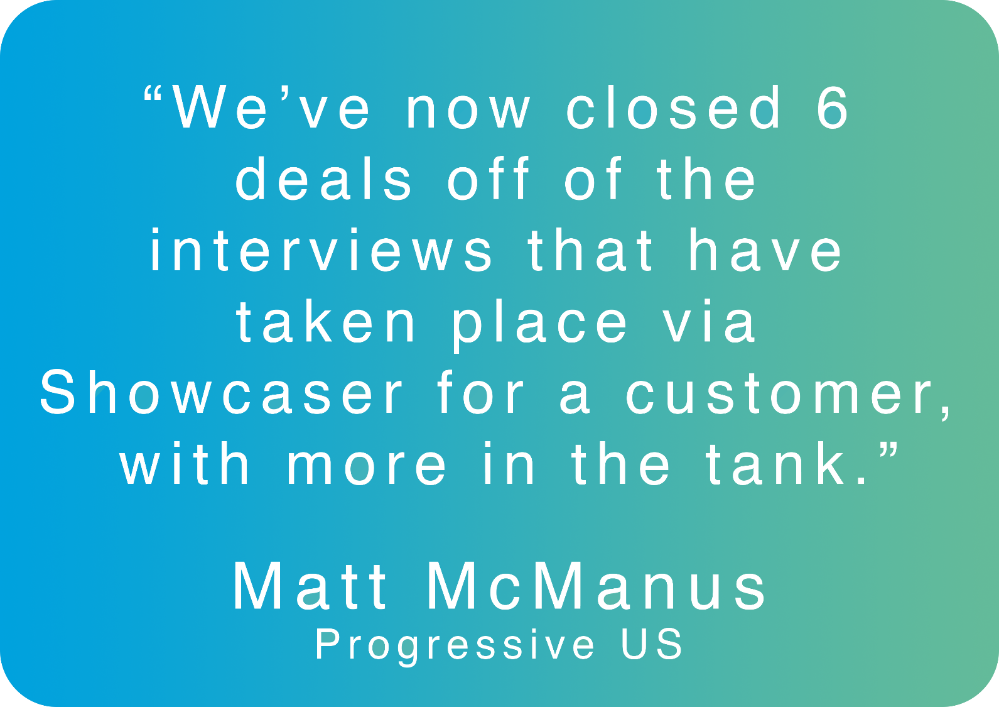 “We’ve now closed 6
deals off of the
interviews that have
taken place via
Showcaser for a customer,
with more in the tank.”
Matt McManus
Progressive US